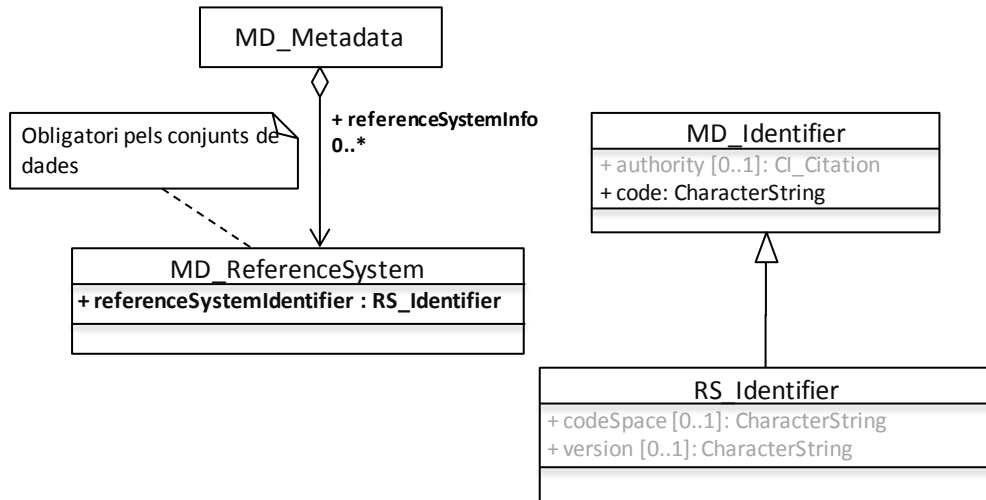 MD_Metadata
+ referenceSystemInfo
0..*
Obligatori pels conjunts de
dades
MD_ReferenceSystem
+ referenceSystemIdentifier : RS_Identifier
MD_Identifier
+ authority [0..1]: CI_Citation
+ code: CharacterString
RS_Identifier
+ codeSpace [0..1]: CharacterString
+ version [0..1]: CharacterString